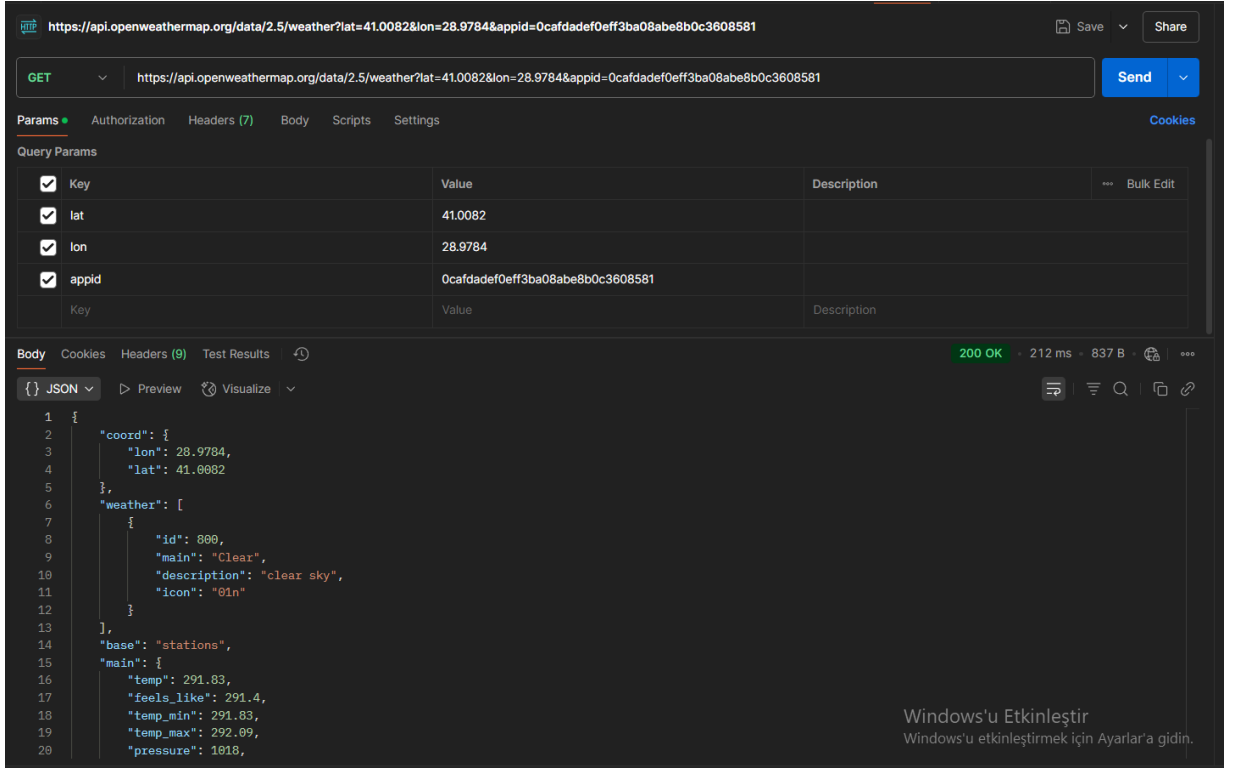 HTTP https://api.openweathermap.org/data/2.5/weather?lat=41.0082&lon=28.9784&appid=0cafdadef0eff3ba08abe8b0c3608581 Save Share
GET https://api.openweathermap.org/data/2.5/weather?lat=41.0082&lon=28.9784&appid=0cafdadef0eff3ba08abe8b0c3608581 Send
Params Authorization Headers (7) Body Scripts Settings Cookies
Query Params
Key Value Description Bulk Edit
lat 41.0082
lon 28.9784
appid 0cafdadef0eff3ba08abe8b0c3608581
Key Value Description
Body Cookies Headers (9) Test Results 200 OK 212 ms 837 B
{} JSON Preview Visualize
1 {
2 "coord": {
3 "lon": 28.9784,
4 "lat": 41.0082
5 },
6 "weather": [
7 {
8 "id": 800,
9 "main": "Clear",
10 "description": "clear sky",
11 "icon": "01n"
12 }
13 ],
14 "base": "stations",
15 "main": {
16 "temp": 291.83,
17 "feels_like": 291.4,
18 "temp_min": 291.83,
19 "temp_max": 292.09,
20 "pressure": 1018,
Windows'u Etkinleştir
Windows'u etkinleştirmek için Ayarlar'a gidin.